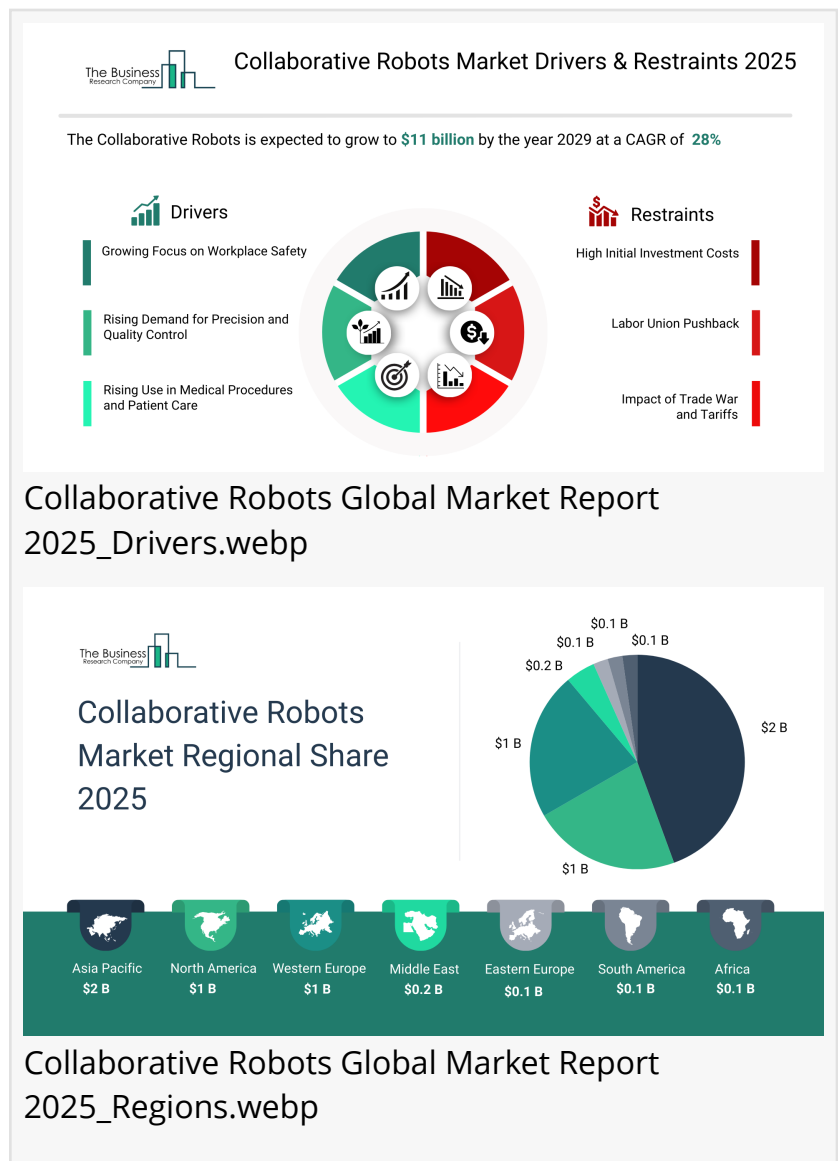 The Business
Research Company
Collaborative Robots Market Drivers & Restraints 2025
The Collaborative Robots is expected to grow to $11 billion by the year 2029 at a CAGR of 28%
Drivers
Growing Focus on Workplace Safety
Rising Demand for Precision and
Quality Control
Rising Use in Medical Procedures
and Patient Care
$
Restraints
High Initial Investment Costs
Labor Union Pushback
Impact of Trade War
and Tariffs
$
Collaborative Robots Global Market Report
2025_Drivers.webp
The Business
Research Company
Collaborative Robots
Market Regional Share
2025
$0.1 B
$0.1 B
$0.1 B
$0.2 B
$2 B
$1 B
$1 B
Asia Pacific
$2 B
North America
$1 B
Western Europe
$1 B
Middle East
$0.2 B
Eastern Europe
$0.1 B
South America
$0.1 B
Africa
$0.1 B
Collaborative Robots Global Market Report
2025_Regions.webp